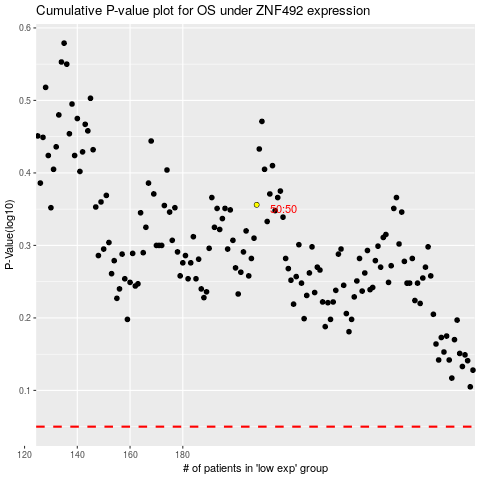 Cumulative P-value plot for OS under ZNF492 expression
0.6
0.5
0.4
0.3
0.2
0.1
P-Value(log10)
50:50
120 140 160 180
# of patients in 'low exp' group